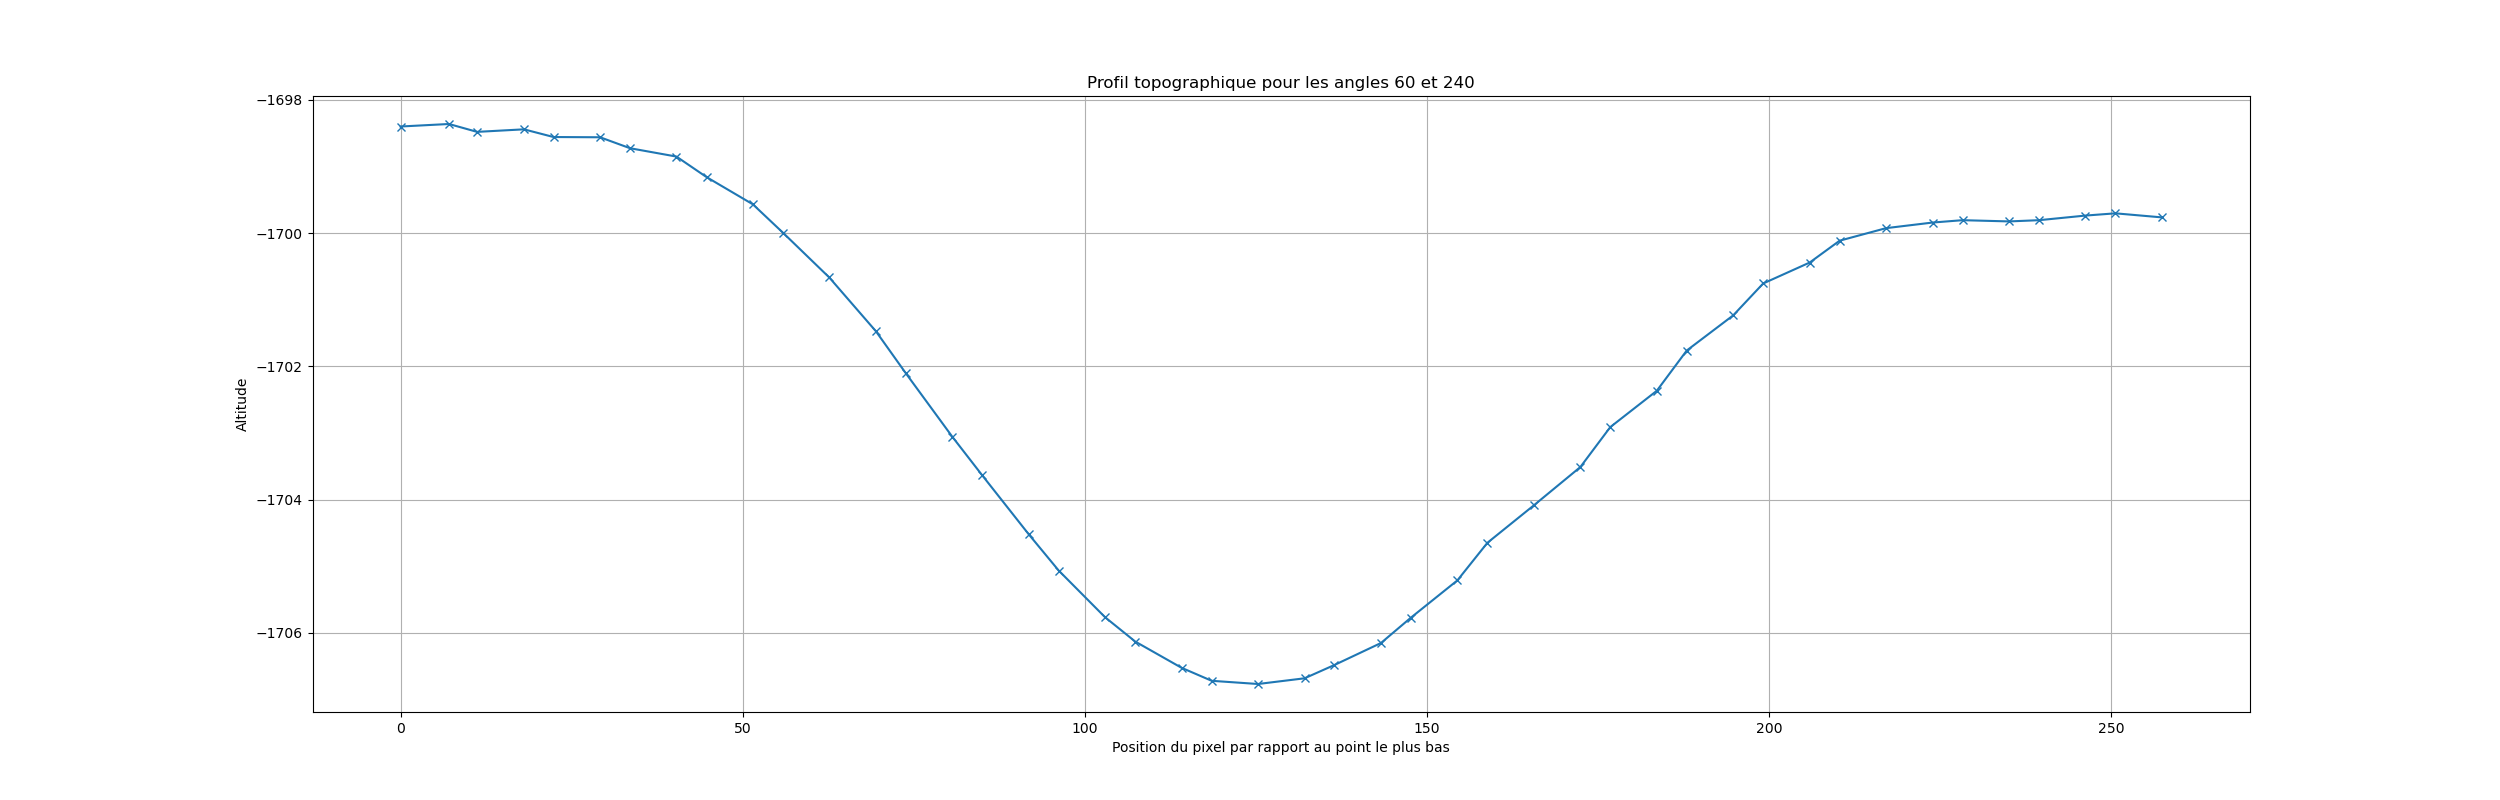 Profil topographique pour les angles 60 et 240
−1698
−1700
−1702
−1704
−1706
Altitude
0 50 100 150 200 250
Position du pixel par rapport au point le plus bas